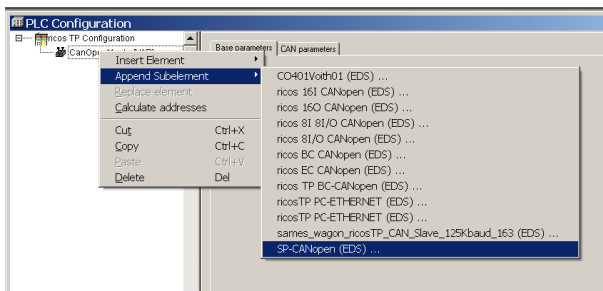 PLC Configuration
ricos TP Configuration
Base parameters CAN parameters
Insert Element
Append Subelement
Replace element
Calculate addresses
Cut Ctrl+X
Copy Ctrl+C
Paste Ctrl+V
Delete Del
CO401Voith01 (EDS) ...
ricos 16I CANopen (EDS) ...
ricos 16O CANopen (EDS) ...
ricos 8I 8I/O CANopen (EDS) ...
ricos 8I/O CANopen (EDS) ...
ricos BC CANopen (EDS) ...
ricos EC CANopen (EDS) ...
ricos TP BC-CANopen (EDS) ...
ricosTP PC-ETHERNET (EDS) ...
ricosTP PC-ETHERNET (EDS) ...
sames_wagon_ricosTP_CAN_Slave_125Kbaud_163 (EDS) ...
SP-CANopen (EDS) ...